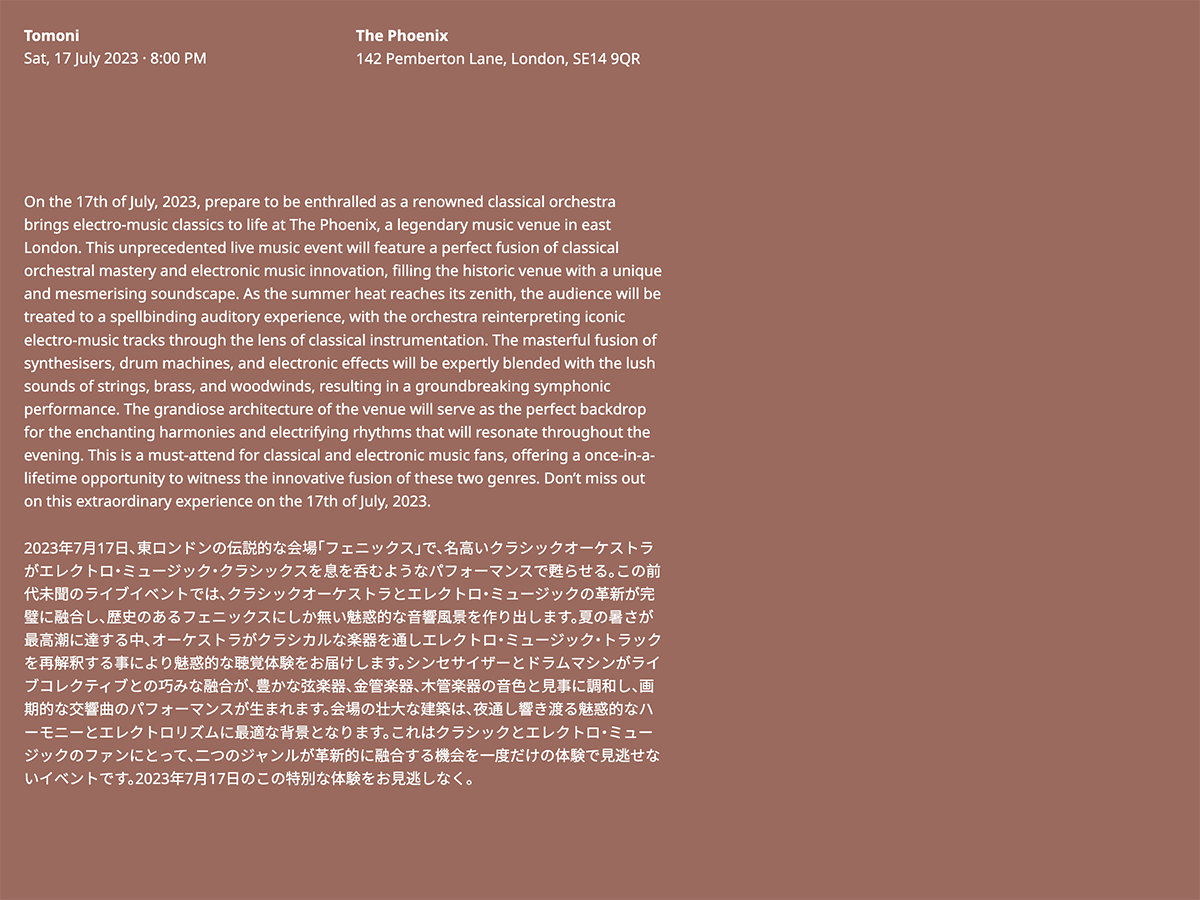 Tomoni
Sat, 17 July 2023 · 8:00 PM
The Phoenix
142 Pemberton Lane, London, SE14 9QR
On the 17th of July, 2023, prepare to be enthralled as a renowned classical orchestra
brings electro-music classics to life at The Phoenix, a legendary music venue in east
London. This unprecedented live music event will feature a perfect fusion of classical
orchestral mastery and electronic music innovation, filling the historic venue with a unique
and mesmerising soundscape. As the summer heat reaches its zenith, the audience will be
treated to a spellbinding auditory experience, with the orchestra reinterpreting iconic
electro-music tracks through the lens of classical instrumentation. The masterful fusion of
synthesisers, drum machines, and electronic effects will be expertly blended with the lush
sounds of strings, brass, and woodwinds, resulting in a groundbreaking symphonic
performance. The grandiose architecture of the venue will serve as the perfect backdrop
for the enchanting harmonies and electrifying rhythms that will resonate throughout the
evening. This is a must-attend for classical and electronic music fans, offering a once-in-a-
lifetime opportunity to witness the innovative fusion of these two genres. Don’t miss out
on this extraordinary experience on the 17th of July, 2023.
2023年7月17日、東ロンドンの伝説的な会場「フェニックス」で、名高いクラシックオーケストラ
がエレクトロ・ミュージック・クラシックスを息を呑むようなパフォーマンスで甦らせる。この前
代未聞のライブイベントでは、クラシックオーケストラとエレクトロ・ミュージックの革新が完
璧に融合し、歴史のあるフェニックスにしか無い魅惑的な音響風景を作り出します。夏の暑さが
最高潮に達する中、オーケストラがクラシカルな楽器を通しエレクトロ・ミュージック・トラック
を再解釈する事により魅惑的な聴覚体験をお届けします。シンセサイザーとドラムマシンがライ
ブコレクティブとの巧みな融合が、豊かな弦楽器、金管楽器、木管楽器の音色と見事に調和し、画
期的な交響曲のパフォーマンスが生まれます。会場の壮大な建築は、夜通し響き渡る魅惑的なハ
ーモニーとエレクトロリズムに最適な背景となります。これはクラシックとエレクトロ・ミュー
ジックのファンにとって、二つのジャンルが革新的に融合する機会を一度だけの体験で見逃せな
いイベントです。2023年7月17日のこの特別な体験をお見逃しなく。